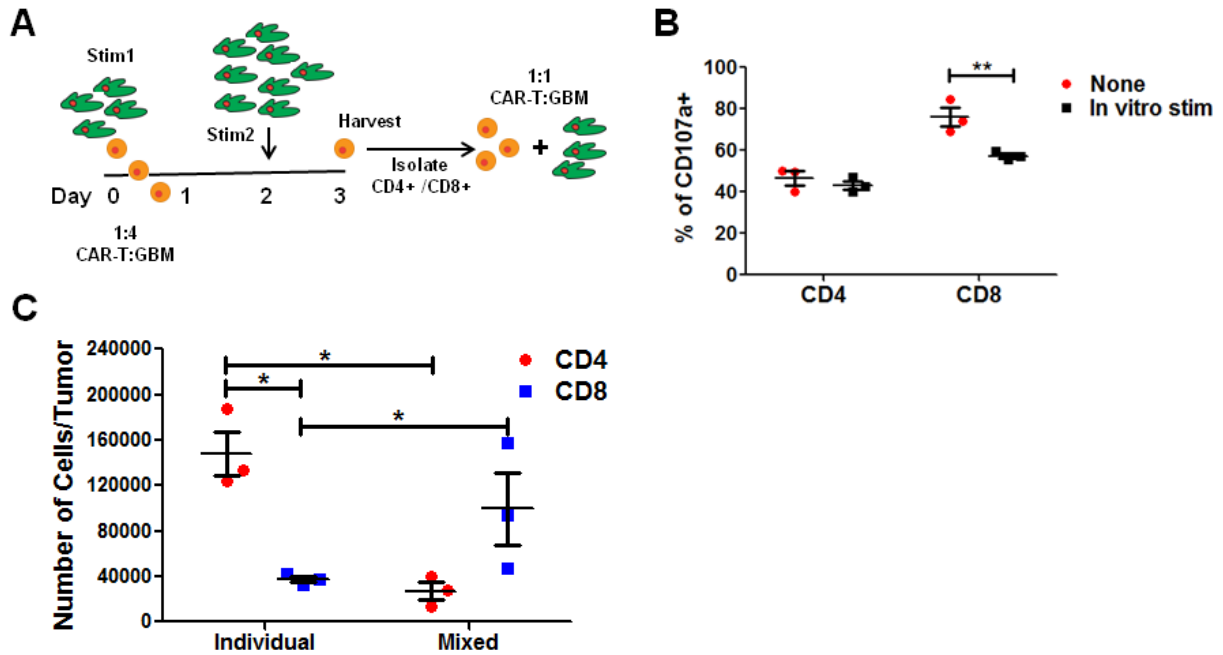 A
Stim1
Stim2
Harvest
1:1
CAR-T:GBM
+
Isolate
CD4+ /CD8+
Day 0 1 2 3
1:4
CAR-T:GBM
B
% of CD107a+
100
80
60
40
20
0
**
None
In vitro stim
CD4 CD8
C
Number of Cells/Tumor
240000
200000
160000
120000
80000
40000
0
*
*
*
CD4
CD8
Individual Mixed